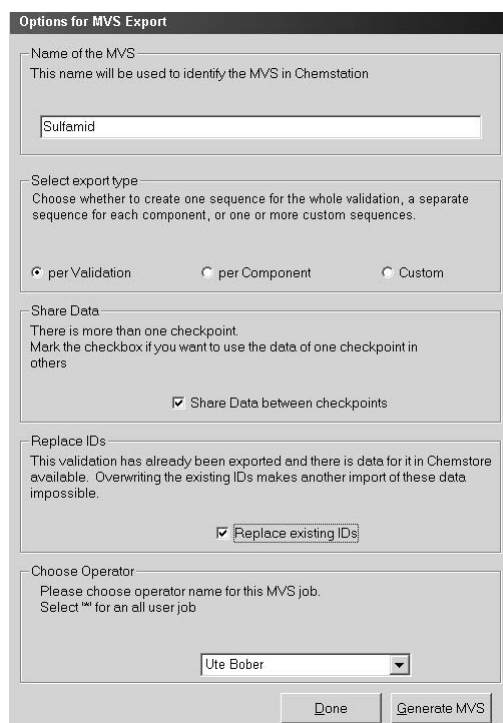 Options for MVS Export
Name of the MVS
This name will be used to identify the MVS in Chemstation
Sulfamid
Select export type
Choose whether to create one sequence for the whole validation, a separate
sequence for each component, or one or more custom sequences.
per Validation per Component Custom
Share Data
There is more than one checkpoint.
Mark the checkbox if you want to use the data of one checkpoint in
others
Share Data between checkpoints
Replace IDs
This validation has already been exported and there is data for it in Chemstore
available. Overwriting the existing IDs makes another import of these data
impossible.
Replace existing IDs
Choose Operator
Please choose operator name for this MVS job.
Select "*" for an all user job
Ute Bober
Done Generate MVS